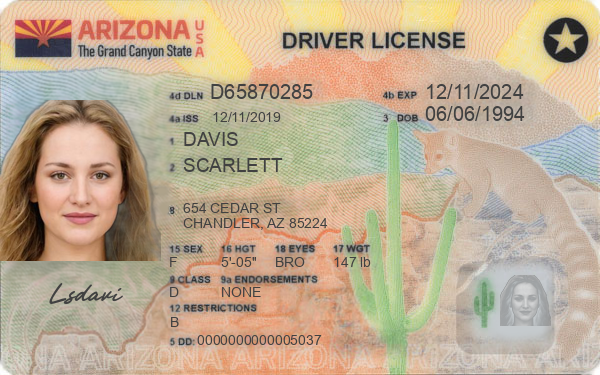 ARIZONA USA
The Grand Canyon State
DRIVER LICENSE
4d DLN D65870285
4b EXP 12/11/2024
4a ISS 12/11/2019
3 DOB 06/06/1994
1 DAVIS
2 SCARLETT
8 654 CEDAR ST
CHANDLER, AZ 85224
15 SEX 16 HGT 18 EYES 17 WGT
F 5'-05" BRO 147 lb
9 CLASS 9a ENDORSEMENTS
D NONE
12 RESTRICTIONS
B
5 DD: 0000000000005037
Lsdavi
ARIZONA ARIZONA ARIZONA ARIZONA